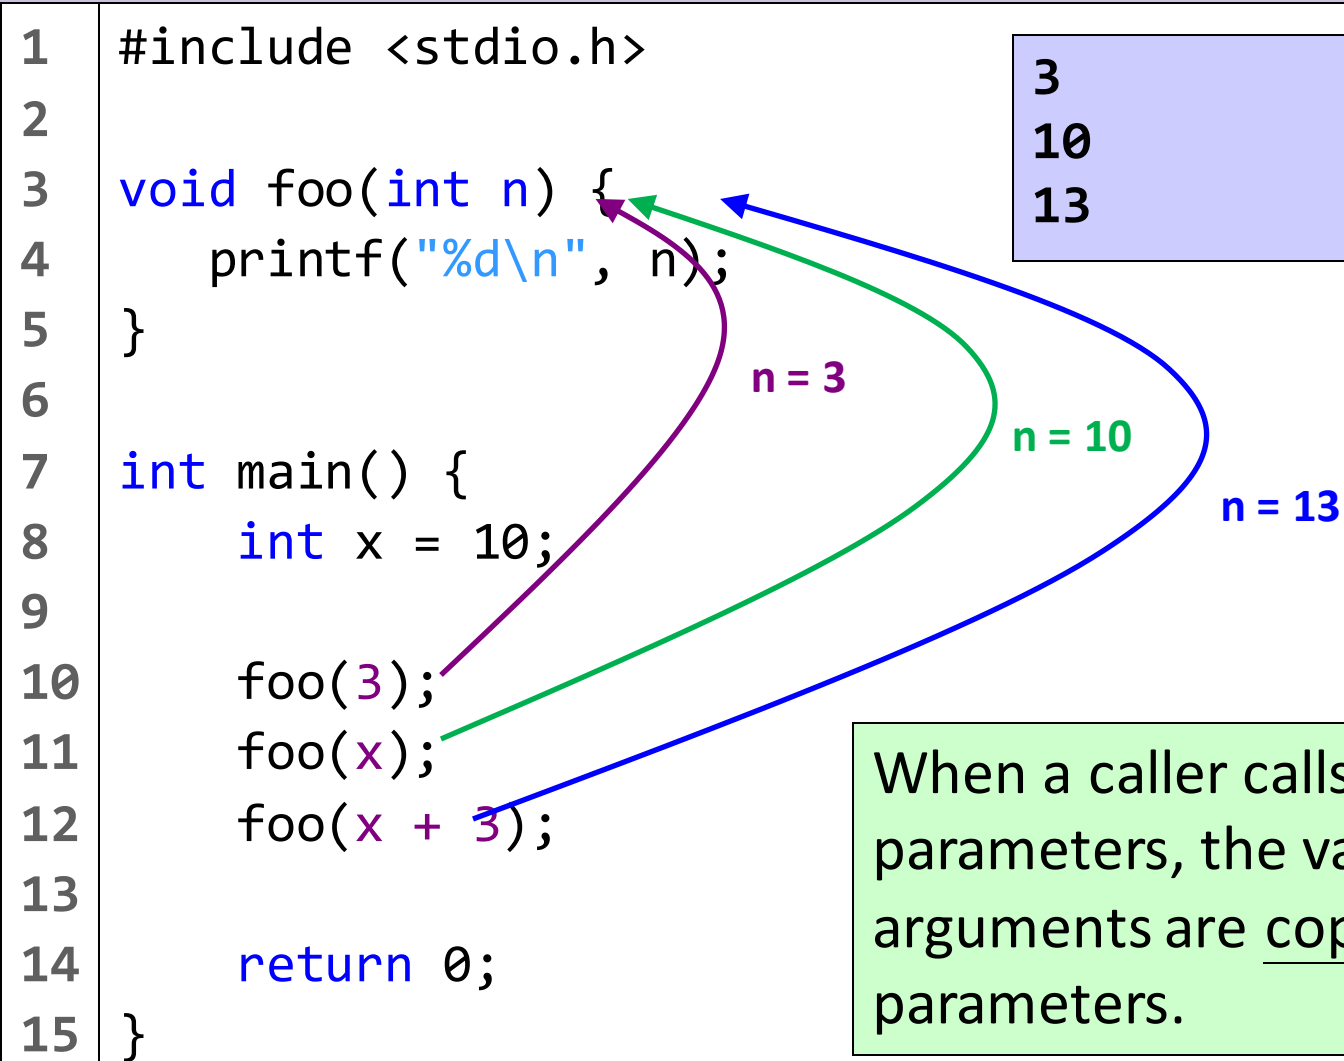 1 #include <stdio.h>
2
3 void foo(int n) {
4 printf("%d\n", n);
5 }
6
7 int main() {
8 int x = 10;
9
10 foo(3);
11 foo(x);
12 foo(x + 3);
13
14 return 0;
15 }
3
10
13
n = 3
n = 10
n = 13
When a caller calls
parameters, the
arguments are
parameters.